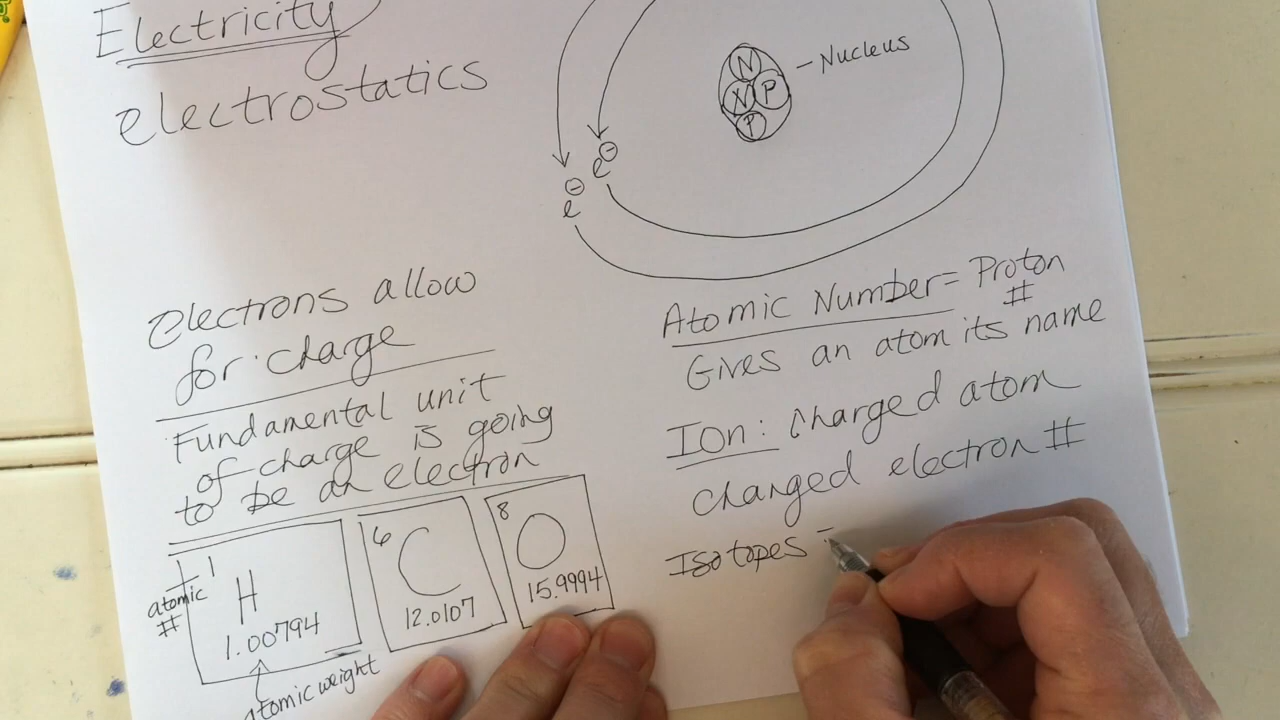 Electricity
electrostatics
N
N P
P
- Nucleus
e⊖
e⊖
electrons allow
for charge
Fundamental unit
of charge is going
to be an electron
1
H
1.00794
atomic
#
atomic weight
6
C
12.0107
8
O
15.9994
Atomic Number = Proton
#
Gives an atom its name
Ion: Charged atom
changed electron #
Isotopes =